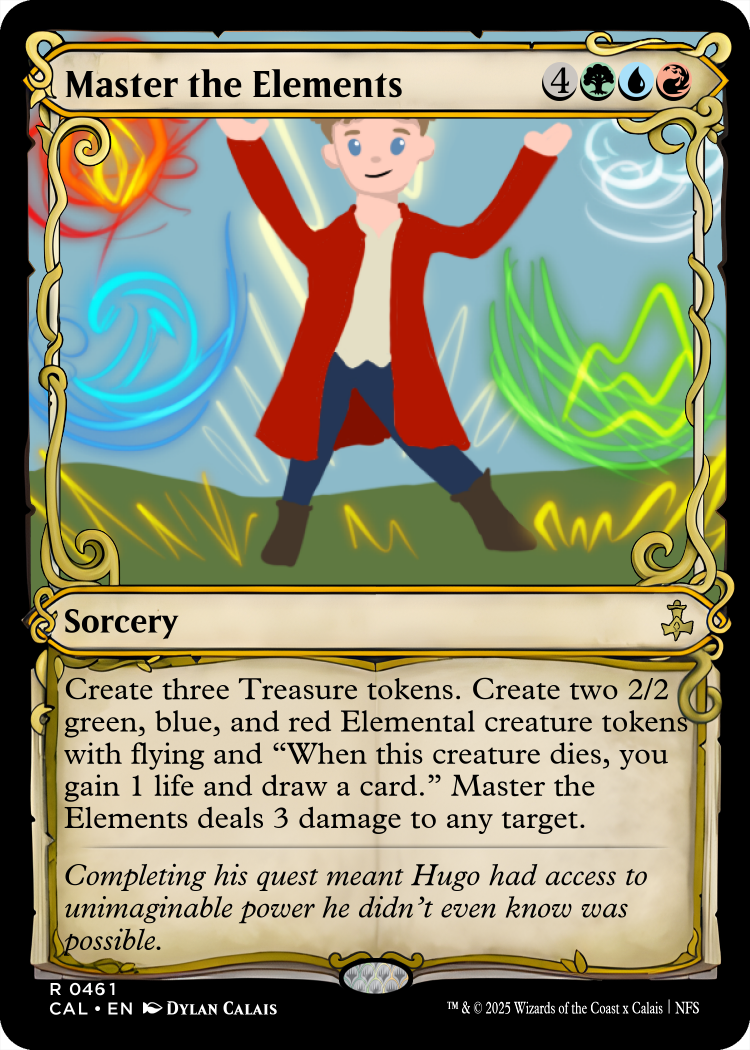 Master the Elements 4
Sorcery
Create three Treasure tokens. Create two 2/2
green, blue, and red Elemental creature tokens
with flying and “When this creature dies, you
gain 1 life and draw a card.” Master the
Elements deals 3 damage to any target.
Completing his quest meant Hugo had access to
unimaginable power he didn’t even know was
possible.
R 0461
CAL • EN DYLAN CALAIS
™ & © 2025 Wizards of the Coast x Calais | NFS